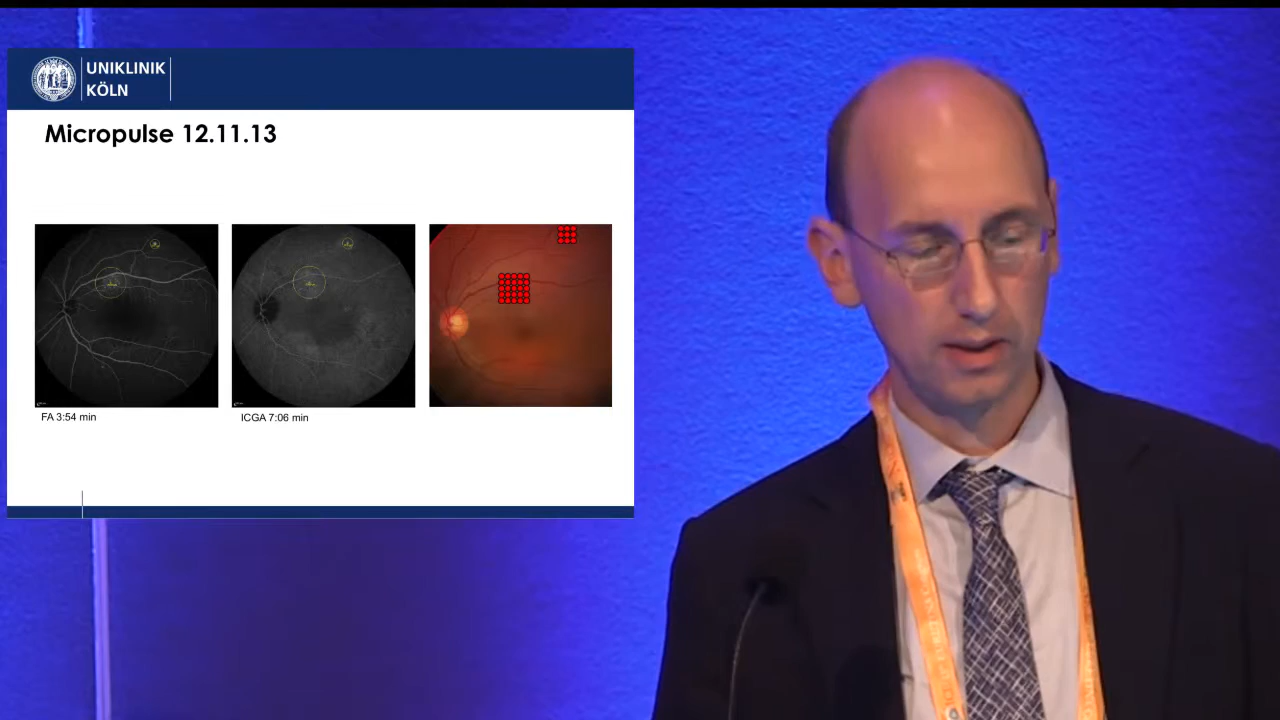 UNIKLINIK
KÖLN
Micropulse 12.11.13
FA 3:54 min
ICGA 7:06 min